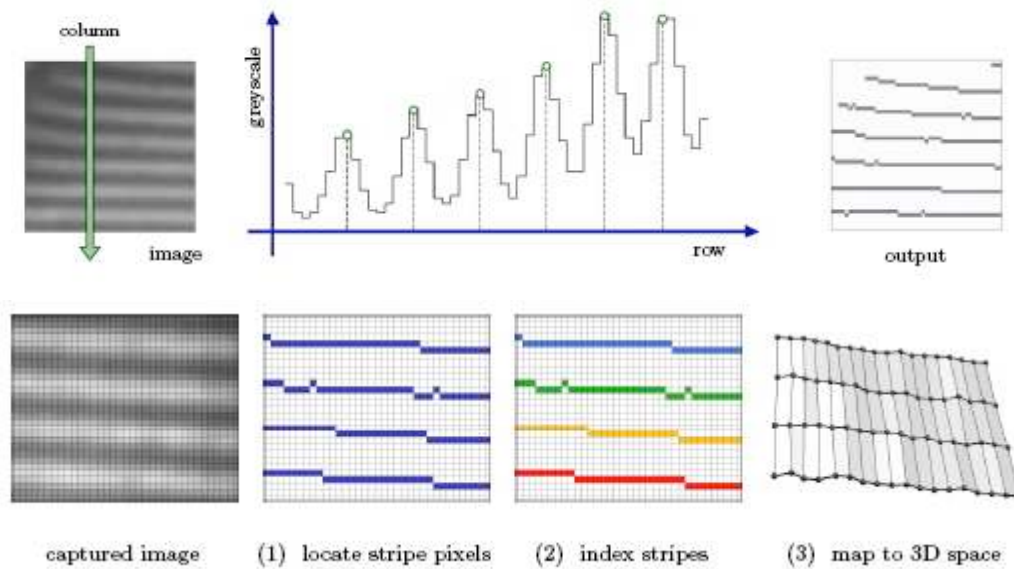 column
image
greyscale
row
output
captured image
(1) locate stripe pixels
(2) index stripes
(3) map to 3D space